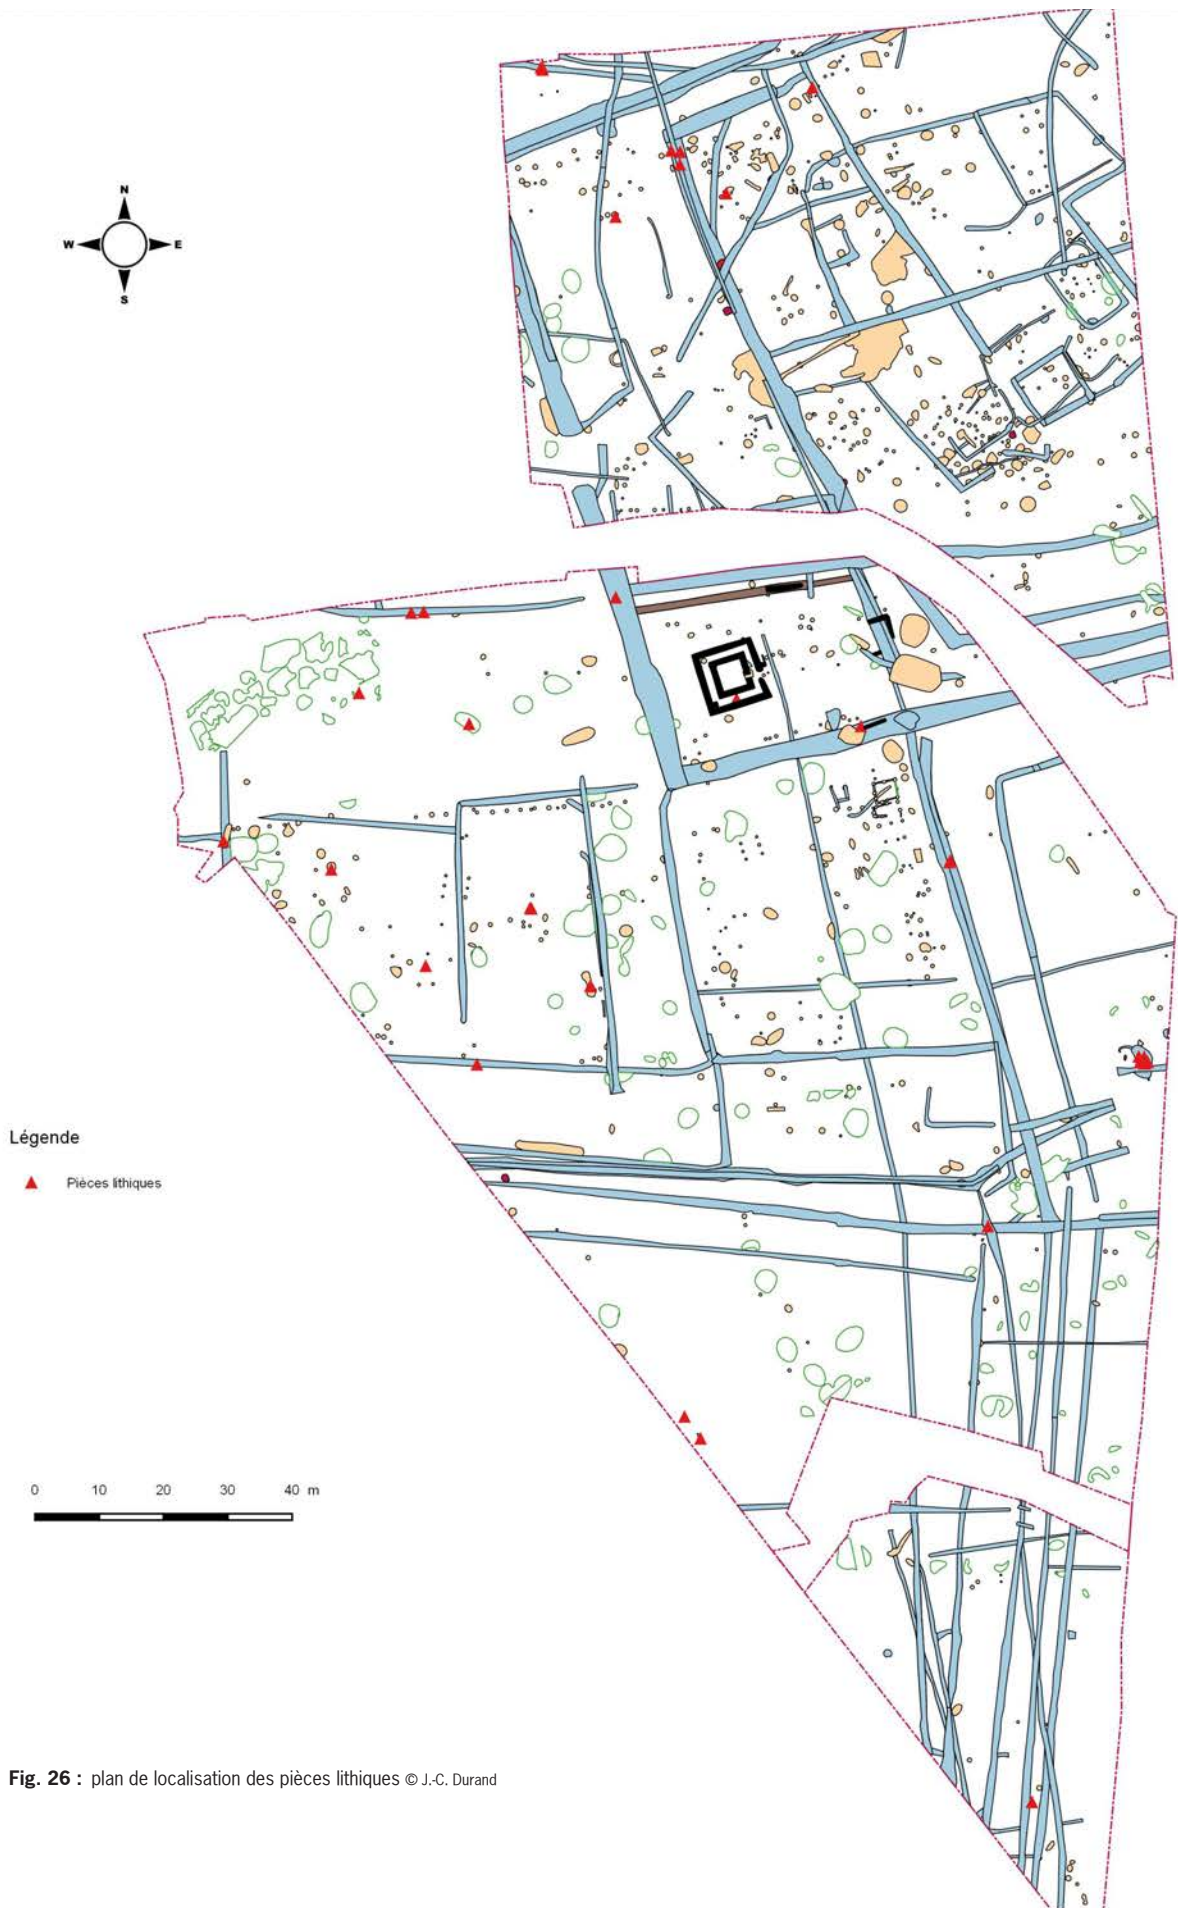 N
W E
S
Légende
Pièces lithiques
0 10 20 30 40 m
Fig. 26 : plan de localisation des pièces lithiques © J.-C. Durand